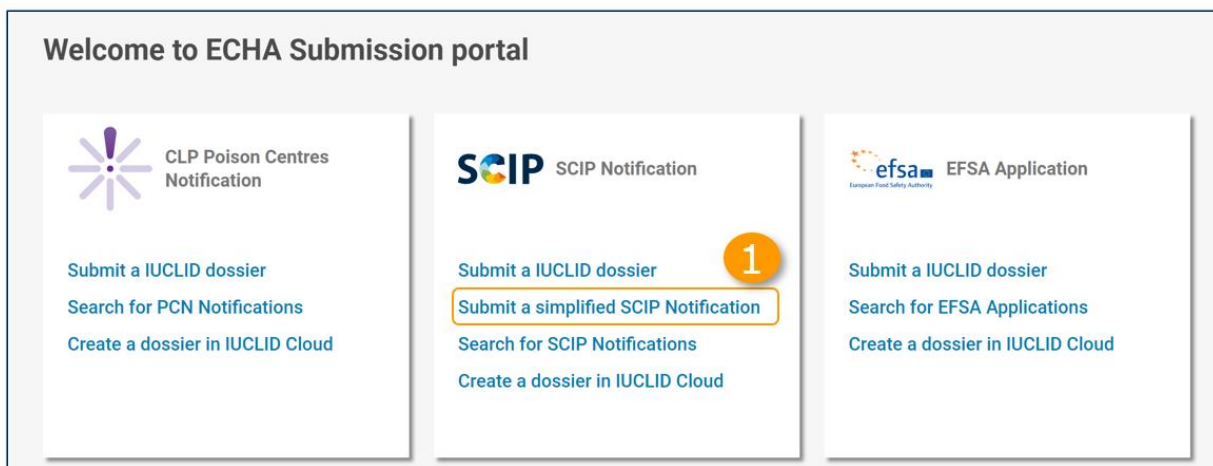 Welcome to ECHA Submission portal
CLP Poison Centres
Notification
Submit a IUCLID dossier
Search for PCN Notifications
Create a dossier in IUCLID Cloud
SCIP SCIP Notification
Submit a IUCLID dossier
1
Submit a simplified SCIP Notification
Search for SCIP Notifications
Create a dossier in IUCLID Cloud
efsa EFSA Application
European Food Safety Authority
Submit a IUCLID dossier
Search for EFSA Applications
Create a dossier in IUCLID Cloud